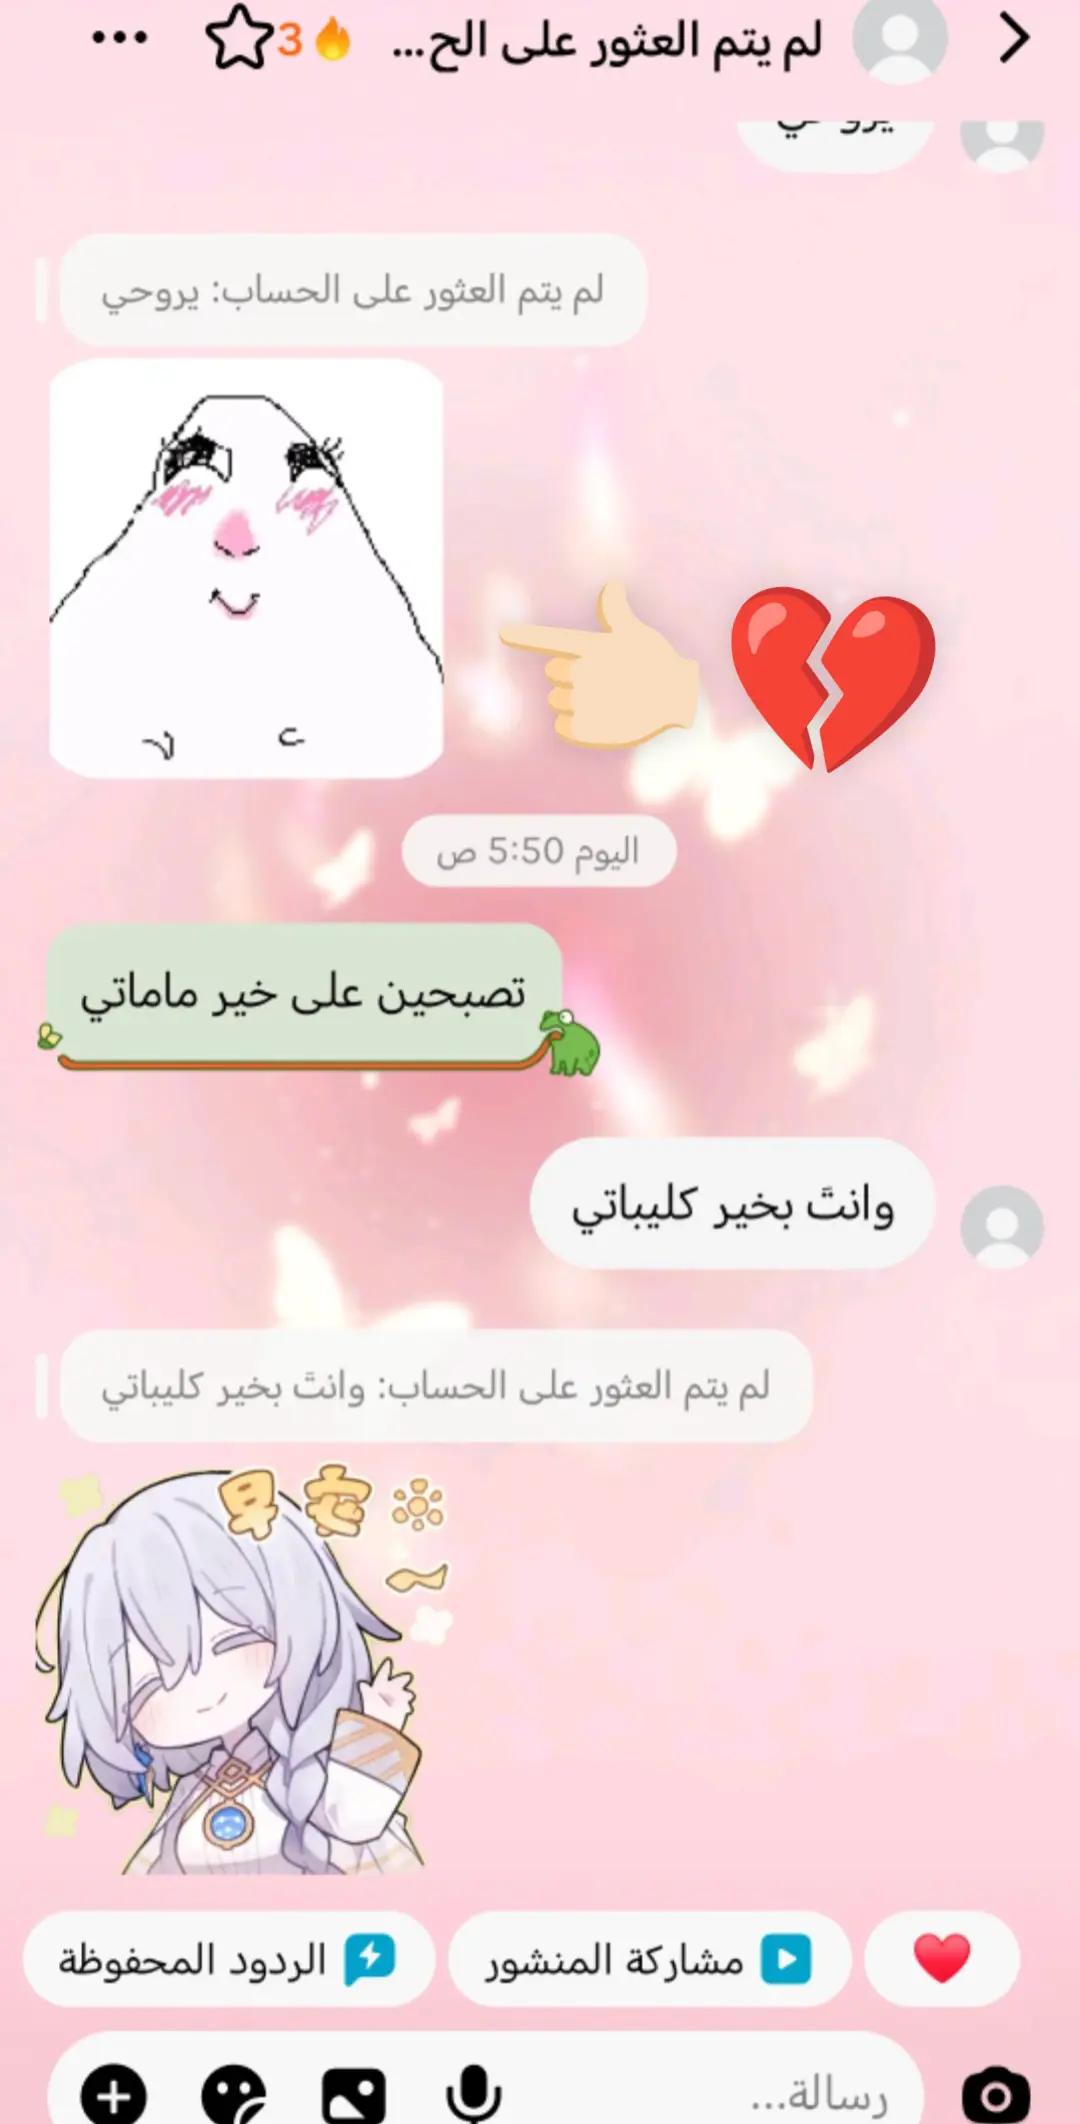 لم يتم العثور على الح...
3
يروحي
لم يتم العثور على الحساب: يروحي
اليوم 5:50 ص
تصبحين على خير ماماتي
وانتَ بخير كليباتي
لم يتم العثور على الحساب: وانتَ بخير كليباتي
早安
مشاركة المنشور
الردود المحفوظة
رسالة...